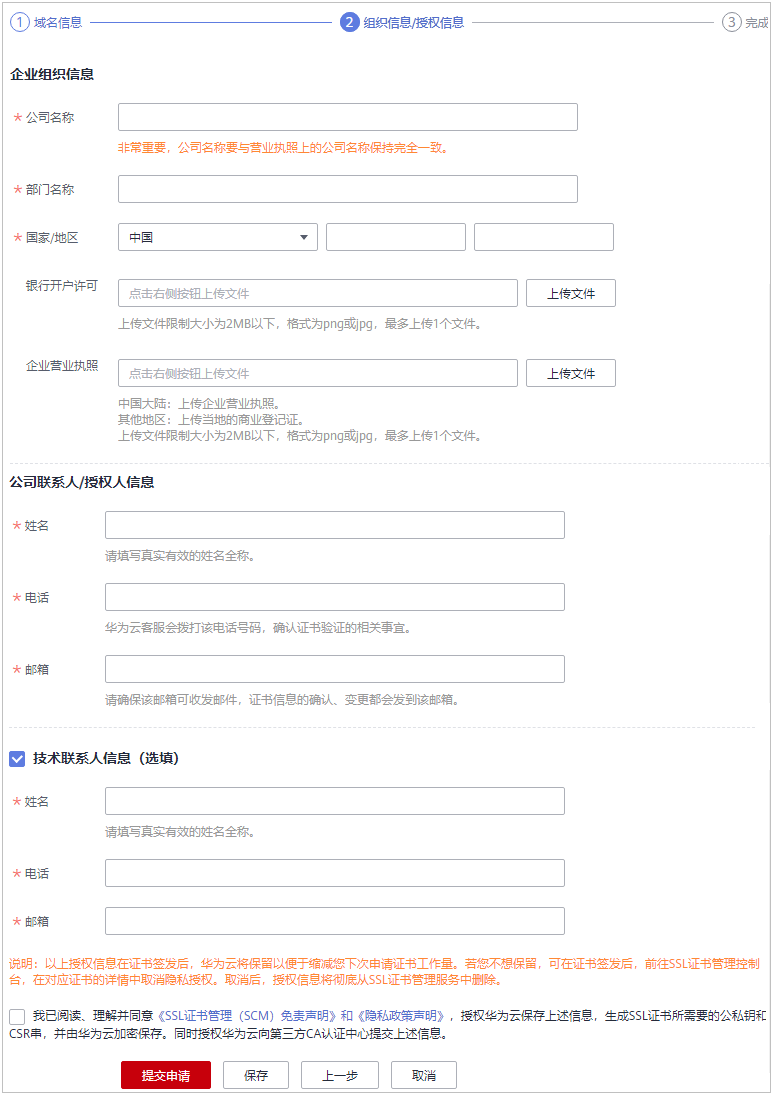 1 域名信息 2 组织信息/授权信息 3 完成
企业组织信息
* 公司名称
非常重要，公司名称要与营业执照上的公司名称保持完全一致。
* 部门名称
* 国家/地区 中国
银行开户许可 点击右侧按钮上传文件 上传文件
上传文件限制大小为2MB以下，格式为png或jpg，最多上传1个文件。
企业营业执照 点击右侧按钮上传文件 上传文件
中国大陆：上传企业营业执照。
其他地区：上传当地的商业登记证。
上传文件限制大小为2MB以下，格式为png或jpg，最多上传1个文件。
公司联系人/授权人信息
* 姓名
请填写真实有效的姓名全称。
* 电话
华为云客服会拨打该电话号码，确认证书验证的相关事宜。
* 邮箱
请确保该邮箱可收发邮件，证书信息的确认、变更都会发到该邮箱。
技术联系人信息（选填）
* 姓名
请填写真实有效的姓名全称。
* 电话
* 邮箱
说明：以上授权信息在证书签发后，华为云将保留以便于缩减您下次申请证书工作量。若您不想保留，可在证书签发后，前往SSL证书管理控制
台，在对应证书的详情中取消隐私授权。取消后，授权信息将彻底从SSL证书管理服务中删除。
我已阅读、理解并同意《SSL证书管理（SCM）免责声明》和《隐私政策声明》，授权华为云保存上述信息，生成SSL证书所需要的公私钥和
CSR串，并由华为云加密保存。同时授权华为云向第三方CA认证中心提交上述信息。
提交申请 保存 上一步 取消